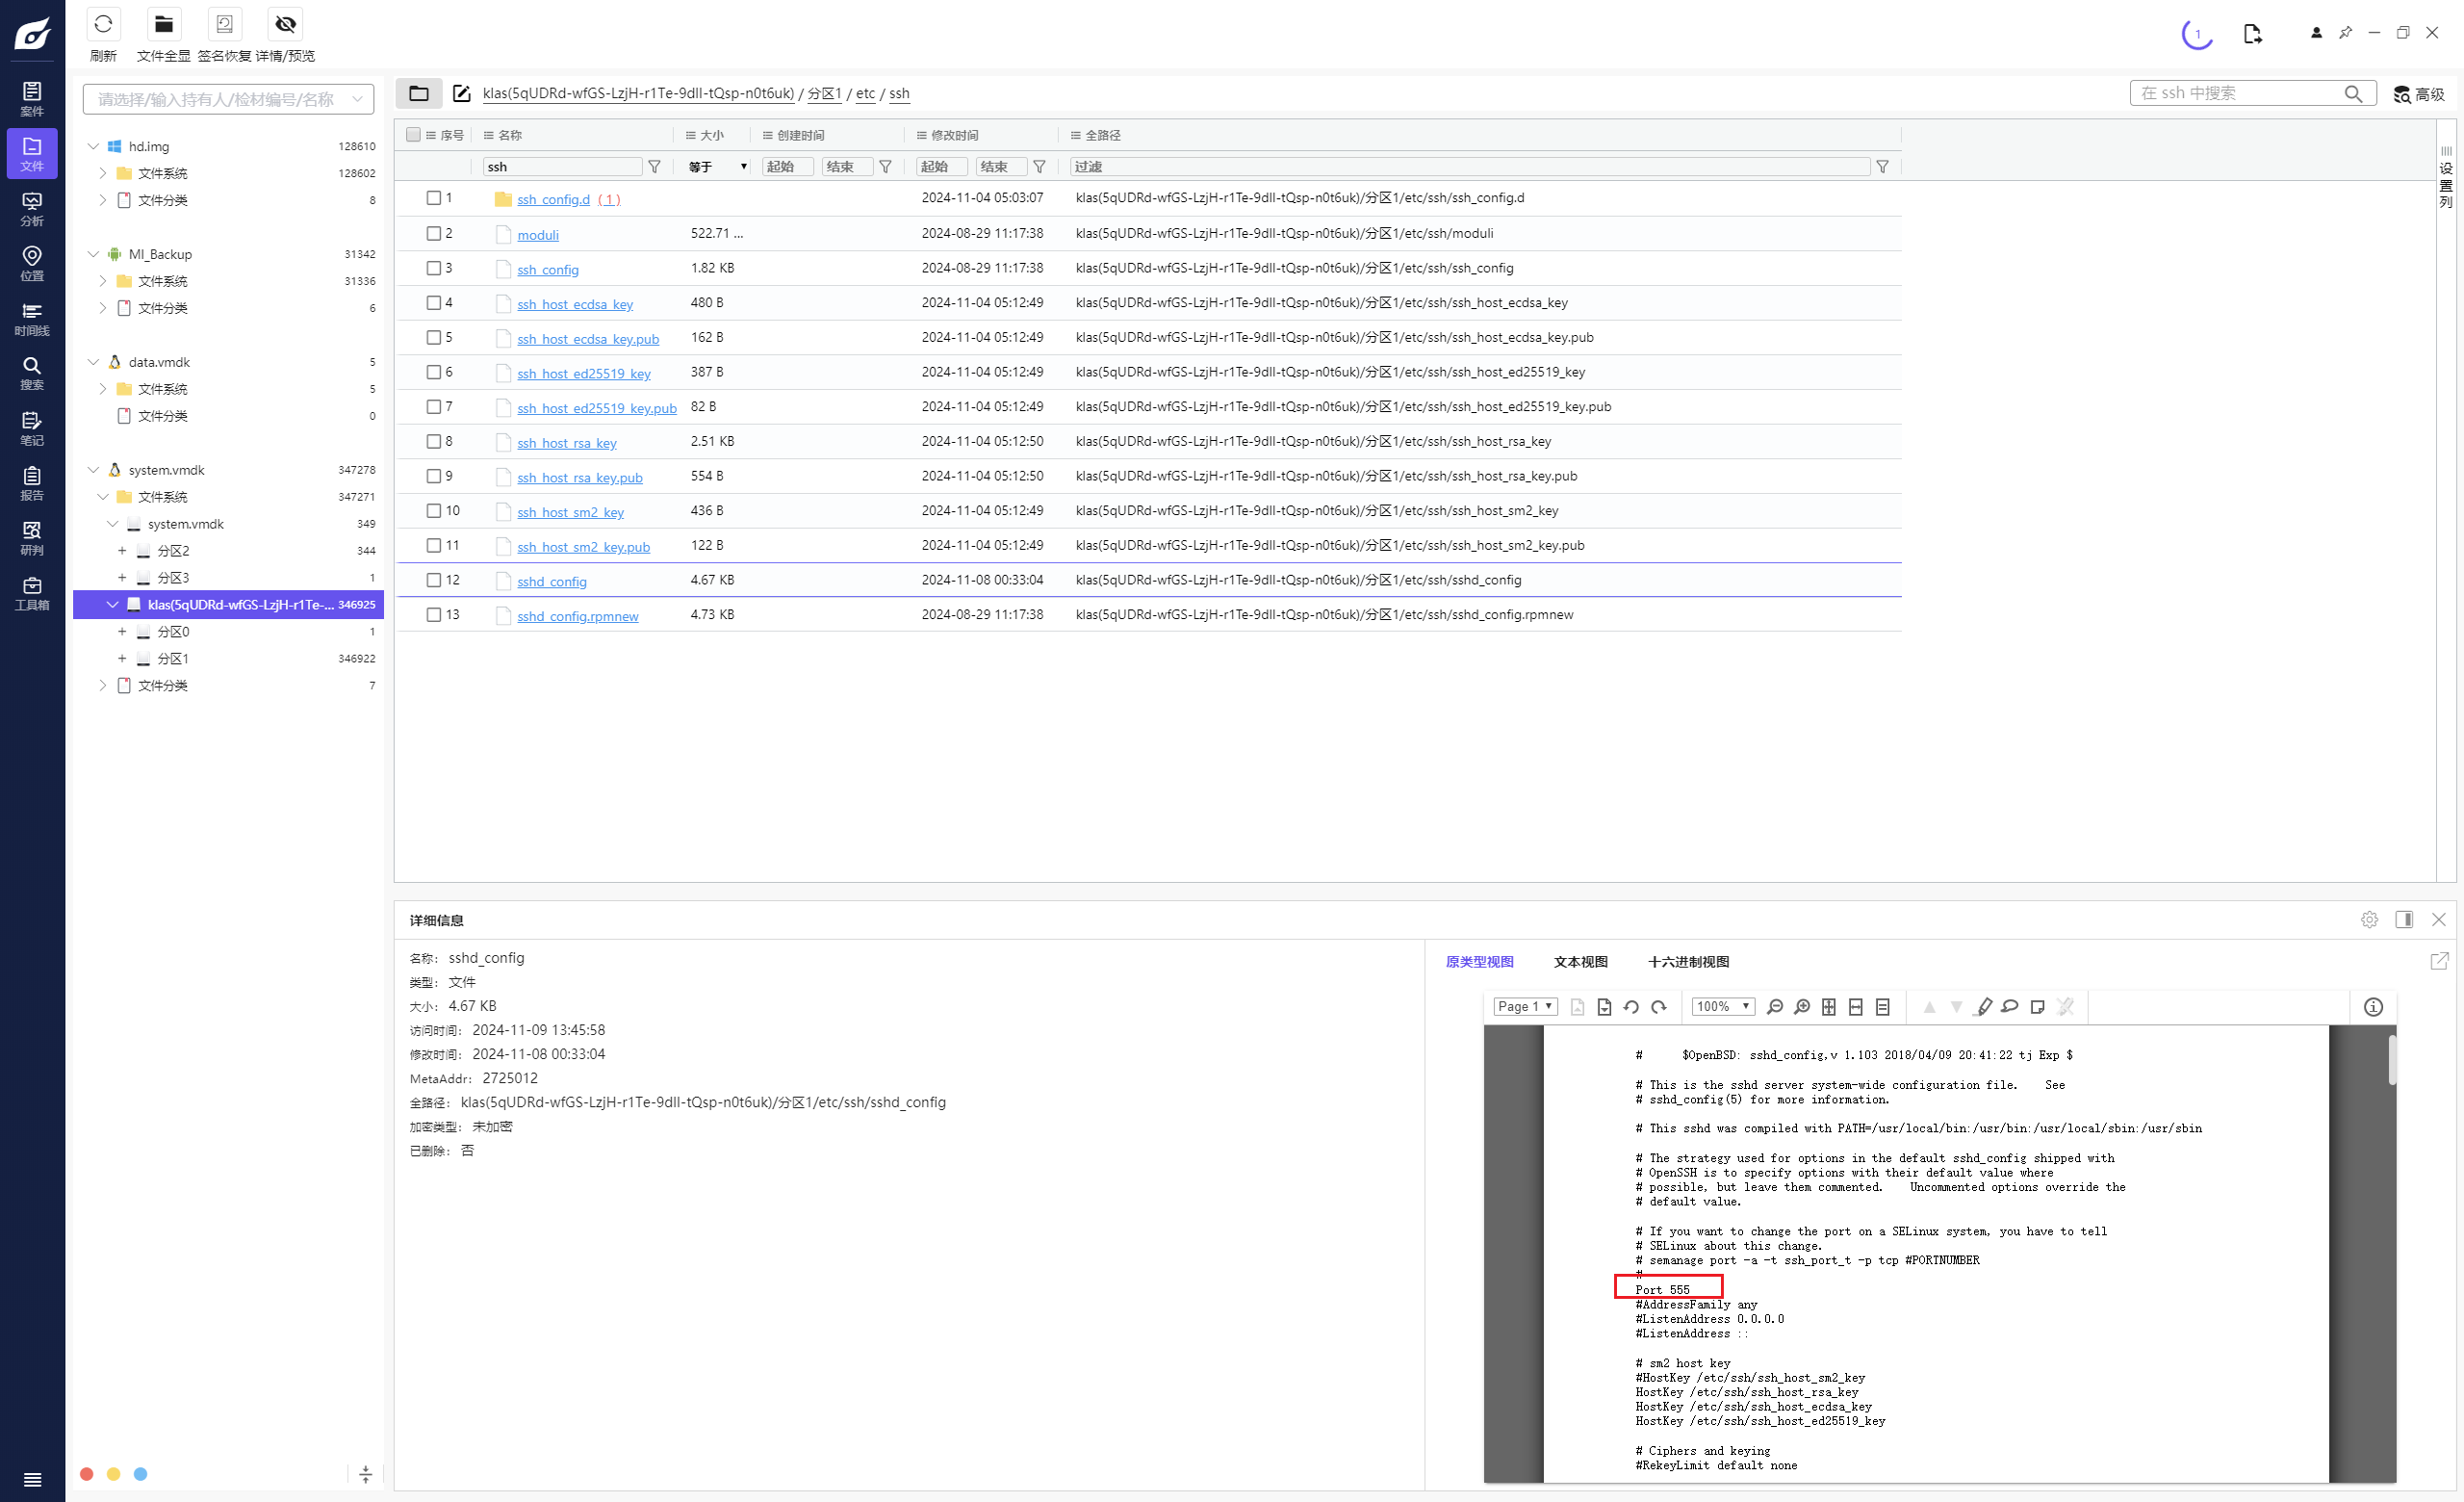 刷新
文件全显
签名恢复
详情/预览
1
案件
文件
分析
位置
时间线
搜索
笔记
报告
研判
工具箱
请选择/输入持有人/检材编号/名称
hd.img 128610
文件系统 128602
文件分类 8
MI_Backup 31342
文件系统 31336
文件分类 6
data.vmdk 5
文件系统 5
文件分类 0
system.vmdk 347278
文件系统 347271
system.vmdk 349
分区2 344
分区3 1
klas(5qUDRd-wfGS-LzjH-r1Te-... 346925
分区0 1
分区1 346922
文件分类 7
klas(5qUDRd-wfGS-LzjH-r1Te-9dII-tQsp-n0t6uk) / 分区1 / etc / ssh
在 ssh 中搜索
高级
序号 名称 大小 创建时间 修改时间 全路径
ssh 等于 起始 结束 起始 结束 过滤
设置列
1 ssh_config.d (1) 2024-11-04 05:03:07 klas(5qUDRd-wfGS-LzjH-r1Te-9dII-tQsp-n0t6uk)/分区1/etc/ssh/ssh_config.d
2 moduli 522.71 ... 2024-08-29 11:17:38 klas(5qUDRd-wfGS-LzjH-r1Te-9dII-tQsp-n0t6uk)/分区1/etc/ssh/moduli
3 ssh_config 1.82 KB 2024-08-29 11:17:38 klas(5qUDRd-wfGS-LzjH-r1Te-9dII-tQsp-n0t6uk)/分区1/etc/ssh/ssh_config
4 ssh_host_ecdsa_key 480 B 2024-11-04 05:12:49 klas(5qUDRd-wfGS-LzjH-r1Te-9dII-tQsp-n0t6uk)/分区1/etc/ssh/ssh_host_ecdsa_key
5 ssh_host_ecdsa_key.pub 162 B 2024-11-04 05:12:49 klas(5qUDRd-wfGS-LzjH-r1Te-9dII-tQsp-n0t6uk)/分区1/etc/ssh/ssh_host_ecdsa_key.pub
6 ssh_host_ed25519_key 387 B 2024-11-04 05:12:49 klas(5qUDRd-wfGS-LzjH-r1Te-9dII-tQsp-n0t6uk)/分区1/etc/ssh/ssh_host_ed25519_key
7 ssh_host_ed25519_key.pub 82 B 2024-11-04 05:12:49 klas(5qUDRd-wfGS-LzjH-r1Te-9dII-tQsp-n0t6uk)/分区1/etc/ssh/ssh_host_ed25519_key.pub
8 ssh_host_rsa_key 2.51 KB 2024-11-04 05:12:50 klas(5qUDRd-wfGS-LzjH-r1Te-9dII-tQsp-n0t6uk)/分区1/etc/ssh/ssh_host_rsa_key
9 ssh_host_rsa_key.pub 554 B 2024-11-04 05:12:50 klas(5qUDRd-wfGS-LzjH-r1Te-9dII-tQsp-n0t6uk)/分区1/etc/ssh/ssh_host_rsa_key.pub
10 ssh_host_sm2_key 436 B 2024-11-04 05:12:49 klas(5qUDRd-wfGS-LzjH-r1Te-9dII-tQsp-n0t6uk)/分区1/etc/ssh/ssh_host_sm2_key
11 ssh_host_sm2_key.pub 122 B 2024-11-04 05:12:49 klas(5qUDRd-wfGS-LzjH-r1Te-9dII-tQsp-n0t6uk)/分区1/etc/ssh/ssh_host_sm2_key.pub
12 sshd_config 4.67 KB 2024-11-08 00:33:04 klas(5qUDRd-wfGS-LzjH-r1Te-9dII-tQsp-n0t6uk)/分区1/etc/ssh/sshd_config
13 sshd_config.rpmnew 4.73 KB 2024-08-29 11:17:38 klas(5qUDRd-wfGS-LzjH-r1Te-9dII-tQsp-n0t6uk)/分区1/etc/ssh/sshd_config.rpmnew
详细信息
名称: sshd_config
类型: 文件
大小: 4.67 KB
访问时间: 2024-11-09 13:45:58
修改时间: 2024-11-08 00:33:04
MetaAddr: 2725012
全路径: klas(5qUDRd-wfGS-LzjH-r1Te-9dII-tQsp-n0t6uk)/分区1/etc/ssh/sshd_config
加密类型: 未加密
已删除: 否
原类型视图 文本视图 十六进制视图
Page 1 100%
# $OpenBSD: sshd_config,v 1.103 2018/04/09 20:41:22 tj Exp $
# This is the sshd server system-wide configuration file. See
# sshd_config(5) for more information.
# This sshd was compiled with PATH=/usr/local/bin:/usr/bin:/usr/local/sbin:/usr/sbin
# The strategy used for options in the default sshd_config shipped with
# OpenSSH is to specify options with their default value where
# possible, but leave them commented. Uncommented options override the
# default value.
# If you want to change the port on a SELinux system, you have to tell
# SELinux about this change.
# semanage port -a -t ssh_port_t -p tcp #PORTNUMBER
#
Port 555
#AddressFamily any
#ListenAddress 0.0.0.0
#ListenAddress ::
# sm2 host key
#HostKey /etc/ssh/ssh_host_sm2_key
HostKey /etc/ssh/ssh_host_rsa_key
HostKey /etc/ssh/ssh_host_ecdsa_key
HostKey /etc/ssh/ssh_host_ed25519_key
# Ciphers and keying
#RekeyLimit default none